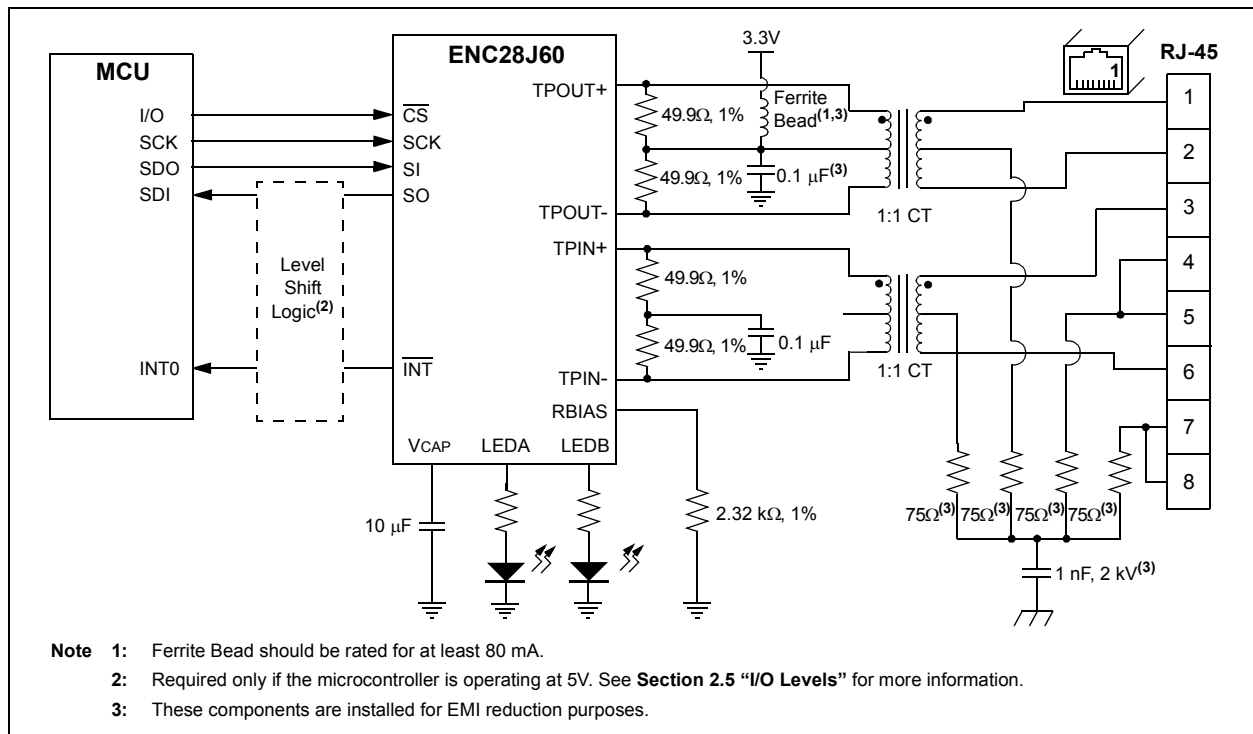 MCU
I/O
SCK
SDO
SDI
INT0
Level
Shift
Logic(2)
ENC28J60
CS
SCK
SI
SO
INT
TPOUT+
TPOUT-
TPIN+
TPIN-
RBIAS
VCAP
LEDA
LEDB
10 µF
2.32 kΩ, 1%
49.9Ω, 1%
49.9Ω, 1%
49.9Ω, 1%
49.9Ω, 1%
3.3V
Ferrite
Bead(1,3)
0.1 µF(3)
0.1 µF
1:1 CT
1:1 CT
1
RJ-45
1
2
3
4
5
6
7
8
75Ω(3)
75Ω(3)
75Ω(3)
75Ω(3)
1 nF, 2 kV(3)
Note 1: Ferrite Bead should be rated for at least 80 mA.
2: Required only if the microcontroller is operating at 5V. See Section 2.5 “I/O Levels” for more information.
3: These components are installed for EMI reduction purposes.